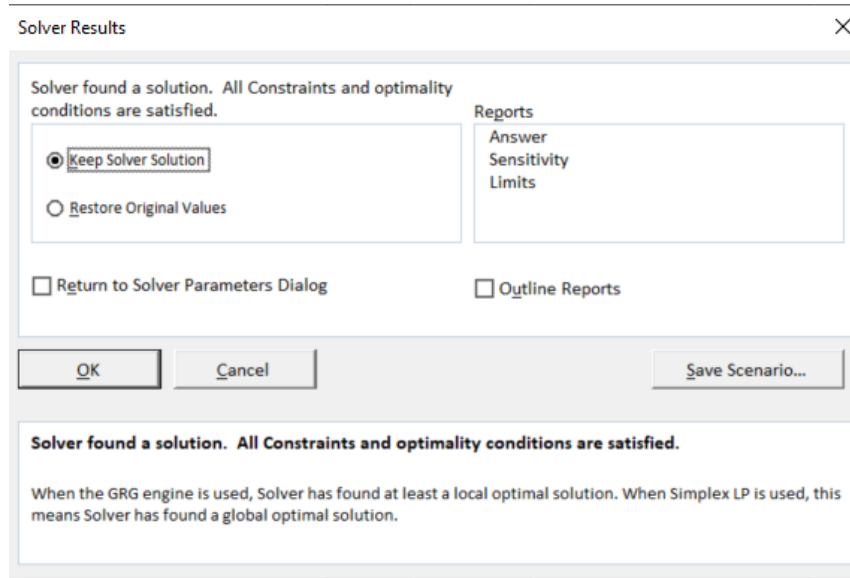 Solver Results
Solver found a solution.  All Constraints and optimality
conditions are satisfied.
Reports
Answer
Sensitivity
Limits
Keep Solver Solution
Restore Original Values
Return to Solver Parameters Dialog
Outline Reports
OK
Cancel
Save Scenario...
Solver found a solution.  All Constraints and optimality conditions are satisfied.
When the GRG engine is used, Solver has found at least a local optimal solution. When Simplex LP is used, this
means Solver has found a global optimal solution.